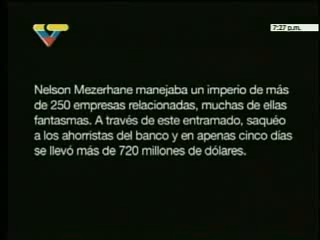 7:27 p.m.
Nelson Mezerhane manejaba un imperio de más
de 250 empresas relacionadas, muchas de ellas
fantasmas. A través de este entramado, saquéo
a los ahorristas del banco y en apenas cinco días
se llevó más de 720 millones de dólares.